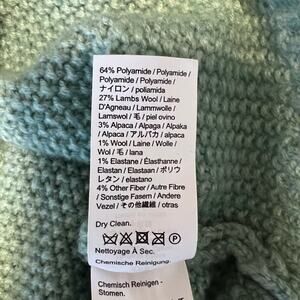 64% Polyamide / Polyamide /
Polyamide / Polyamide /
ナイロン / poliamida
27% Lambs Wool / Laine
D'Agneau / Lammwolle /
Lamswol / 毛 / piel ovino
3% Alpaca / Alpaga / Alpaka
/ Alpaca / アルパカ / alpaca
1% Wool / Laine / Wolle /
Wol / 毛 / lana
1% Elastane / Élasthanne /
Elastan / Elastaan / ポリウ
レタン / elastano
4% Other Fiber / Autre Fibre
/ Sonstige Fasern / Andere
Vezel / その他繊維 / otras
Dry Clean.
P
Nettoyage À Sec.
Chemische Reinigung.
Chemisch Reinigen -
Stomen.